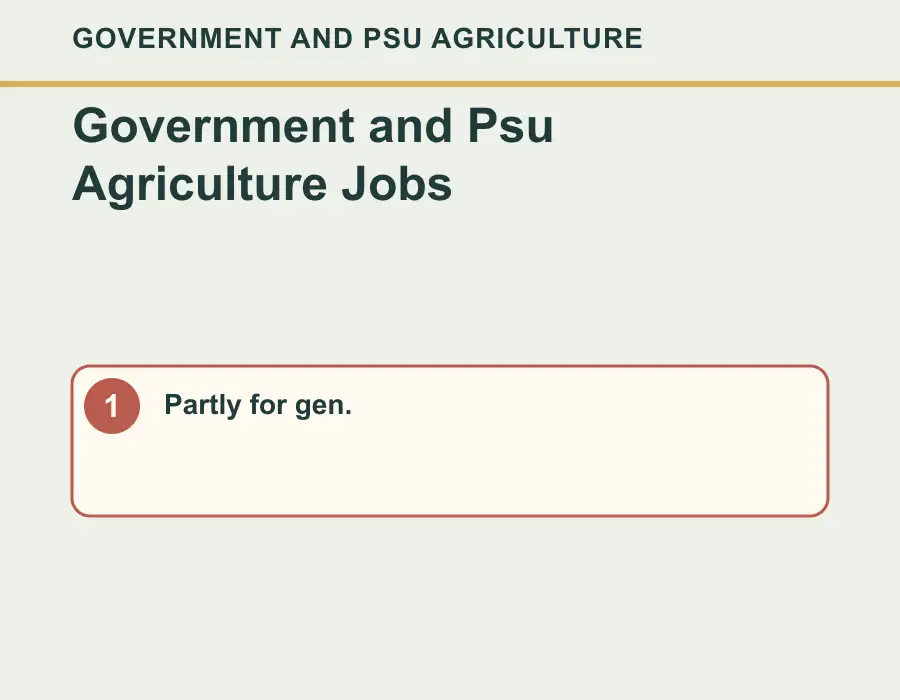 GOVERNMENT AND PSU AGRICULTURE
Government and Psu
Agriculture Jobs
1 Partly for gen.